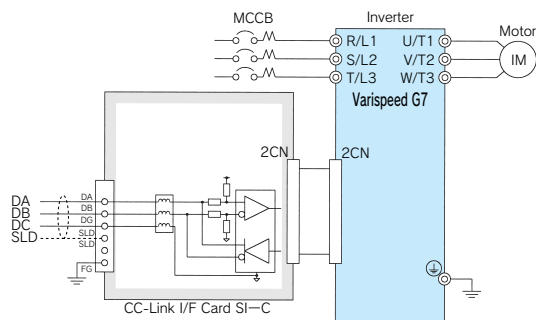 MCCB
Inverter
Motor
R/L1 U/T1
S/L2 V/T2
T/L3 W/T3
IM
Varispeed G7
2CN 2CN
DA DA
DB DB
DC DG
SLD SLD
SLD
FG
CC-Link I/F Card SI—C